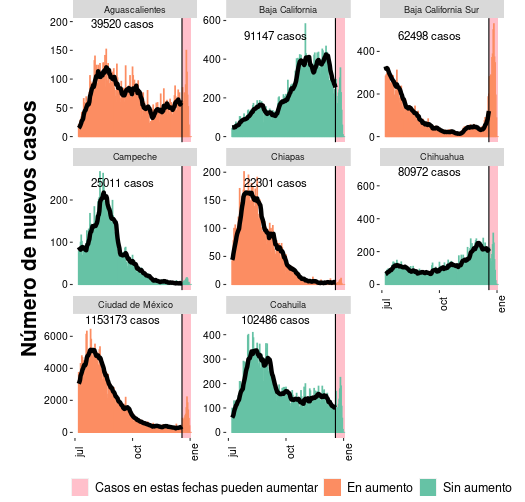 Número de nuevos casos
Aguascalientes
39520 casos
200
150
100
50
0
Baja California
91147 casos
600
400
200
0
Baja California Sur
62498 casos
400
200
0
Campeche
25011 casos
200
100
0
Chiapas
22301 casos
200
150
100
50
0
Chihuahua
80972 casos
600
400
200
0
jul
oct
ene
Ciudad de México
1153173 casos
6000
4000
2000
0
jul
oct
ene
Coahuila
102486 casos
400
300
200
100
0
jul
oct
ene
Casos en estas fechas pueden aumentar
En aumento
Sin aumento